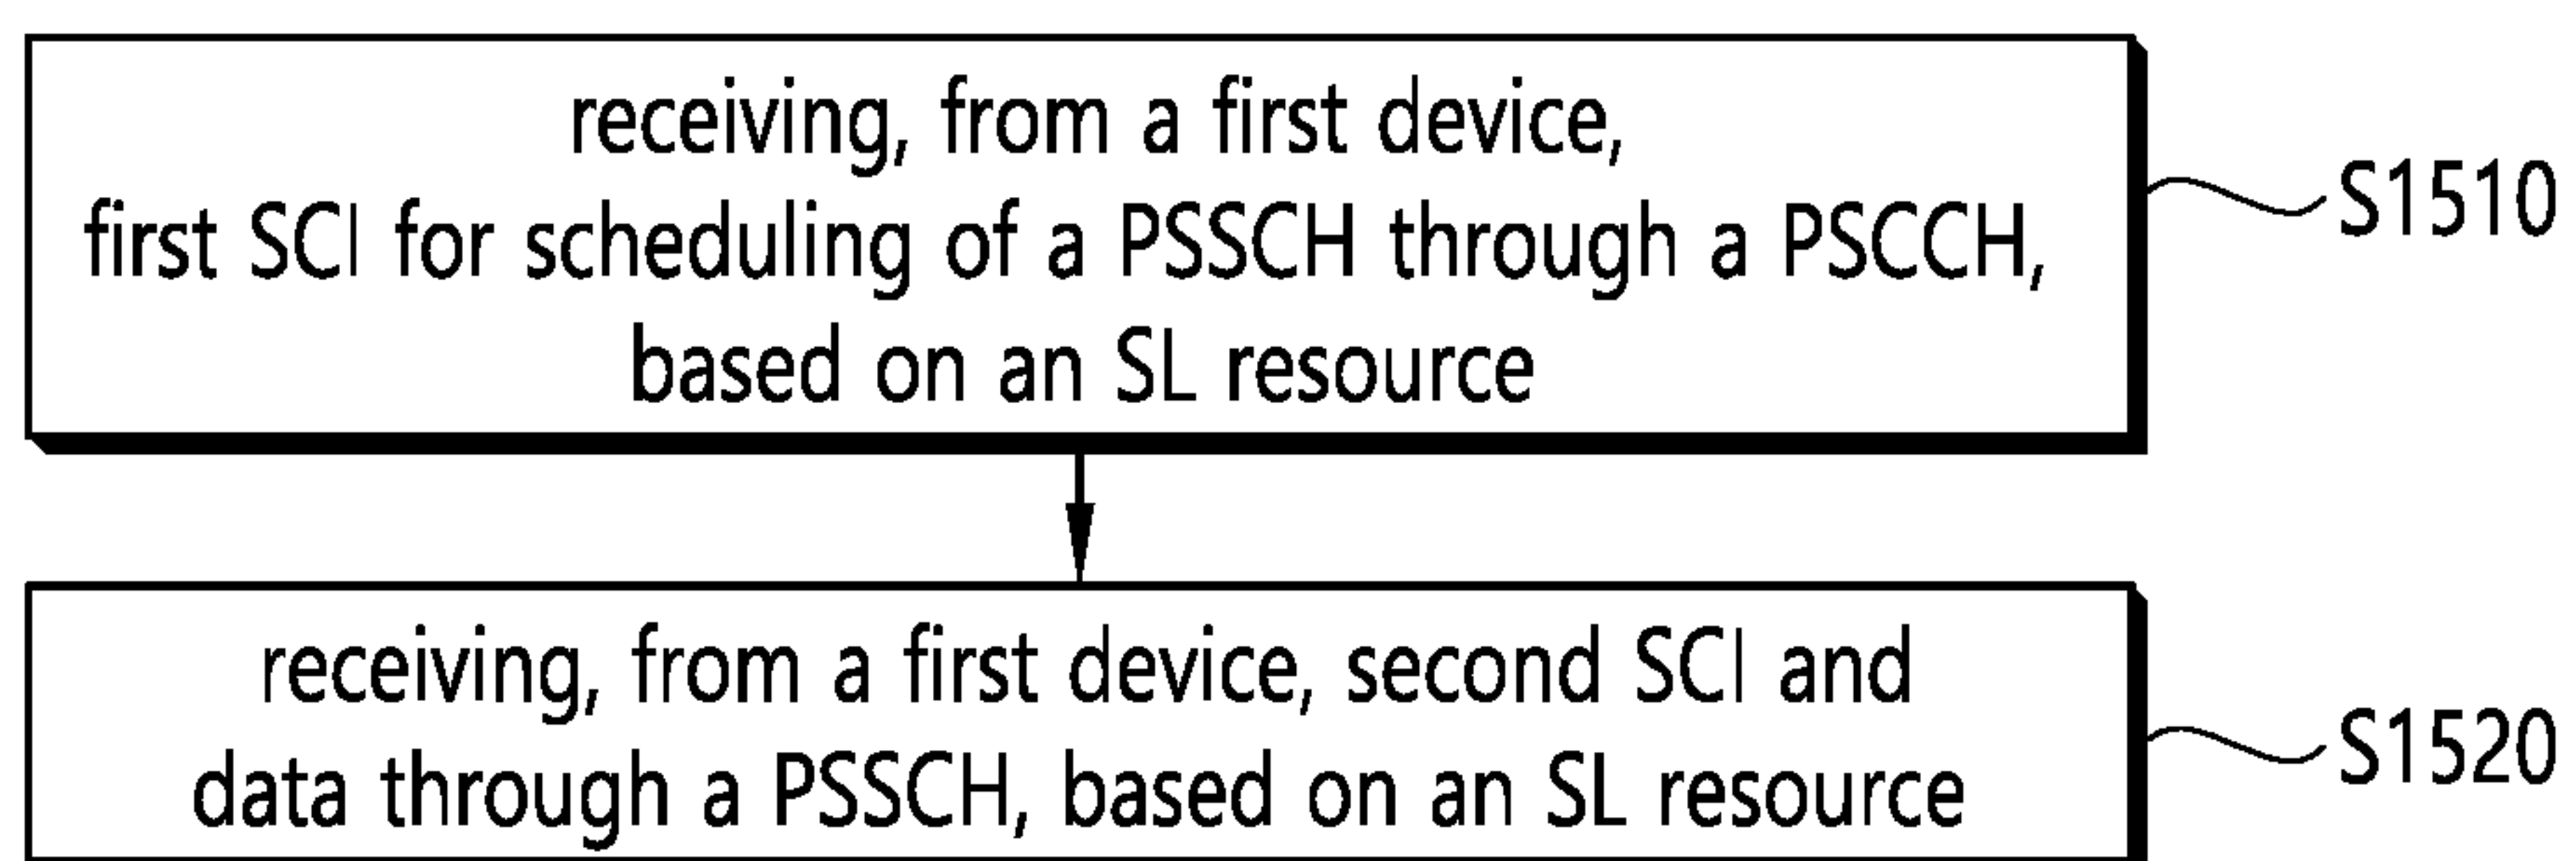 receiving, from a first device,
first SCI for scheduling of a PSSCH through a PSCCH,
based on an SL resource
S1510
receiving, from a first device, second SCI and
data through a PSSCH, based on an SL resource
S1520